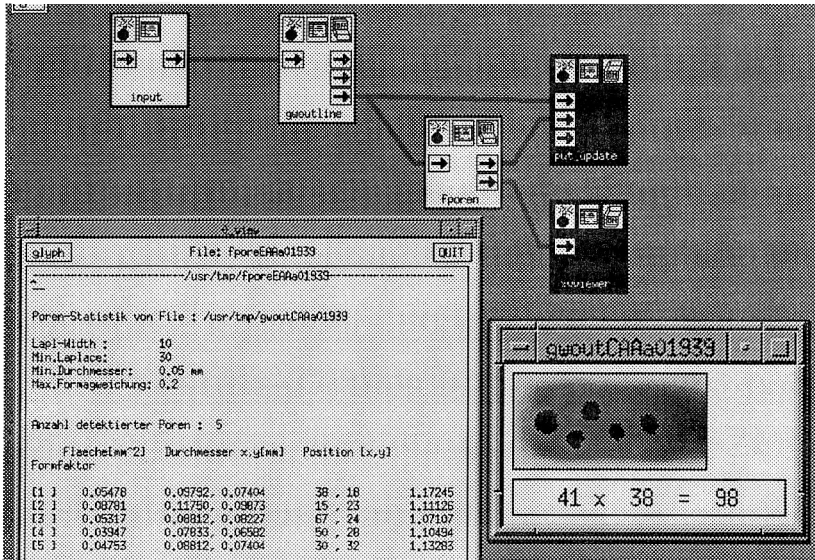 input
gwoutline
fporen
put_update
xvviewer
glyph File: fporeEAAa01939 QUIT
/usr/tmp/fporeEAAa01939
Poren-Statistik von File : /usr/tmp/gwoutCAAa01939
Lapl-Width : 10
Min.Laplace: 30
Min.Durchmesser: 0.05 mm
Max.Formagweichung: 0.2
Anzahl detektierter Poren : 5
Flaeche[mm^2] Durchmesser x,y[mm] Position [x,y]
Formfaktor
[1 ] 0.05478 0.09792, 0.07404 38 , 18 1.17245
[2 ] 0.08781 0.11750, 0.09873 15 , 23 1.11126
[3 ] 0.05317 0.08812, 0.08227 67 , 24 1.07107
[4 ] 0.03947 0.07833, 0.06582 50 , 28 1.10494
[5 ] 0.04753 0.08812, 0.07404 30 , 32 1.13283
gwoutCAAa01939
41 x 38 = 98